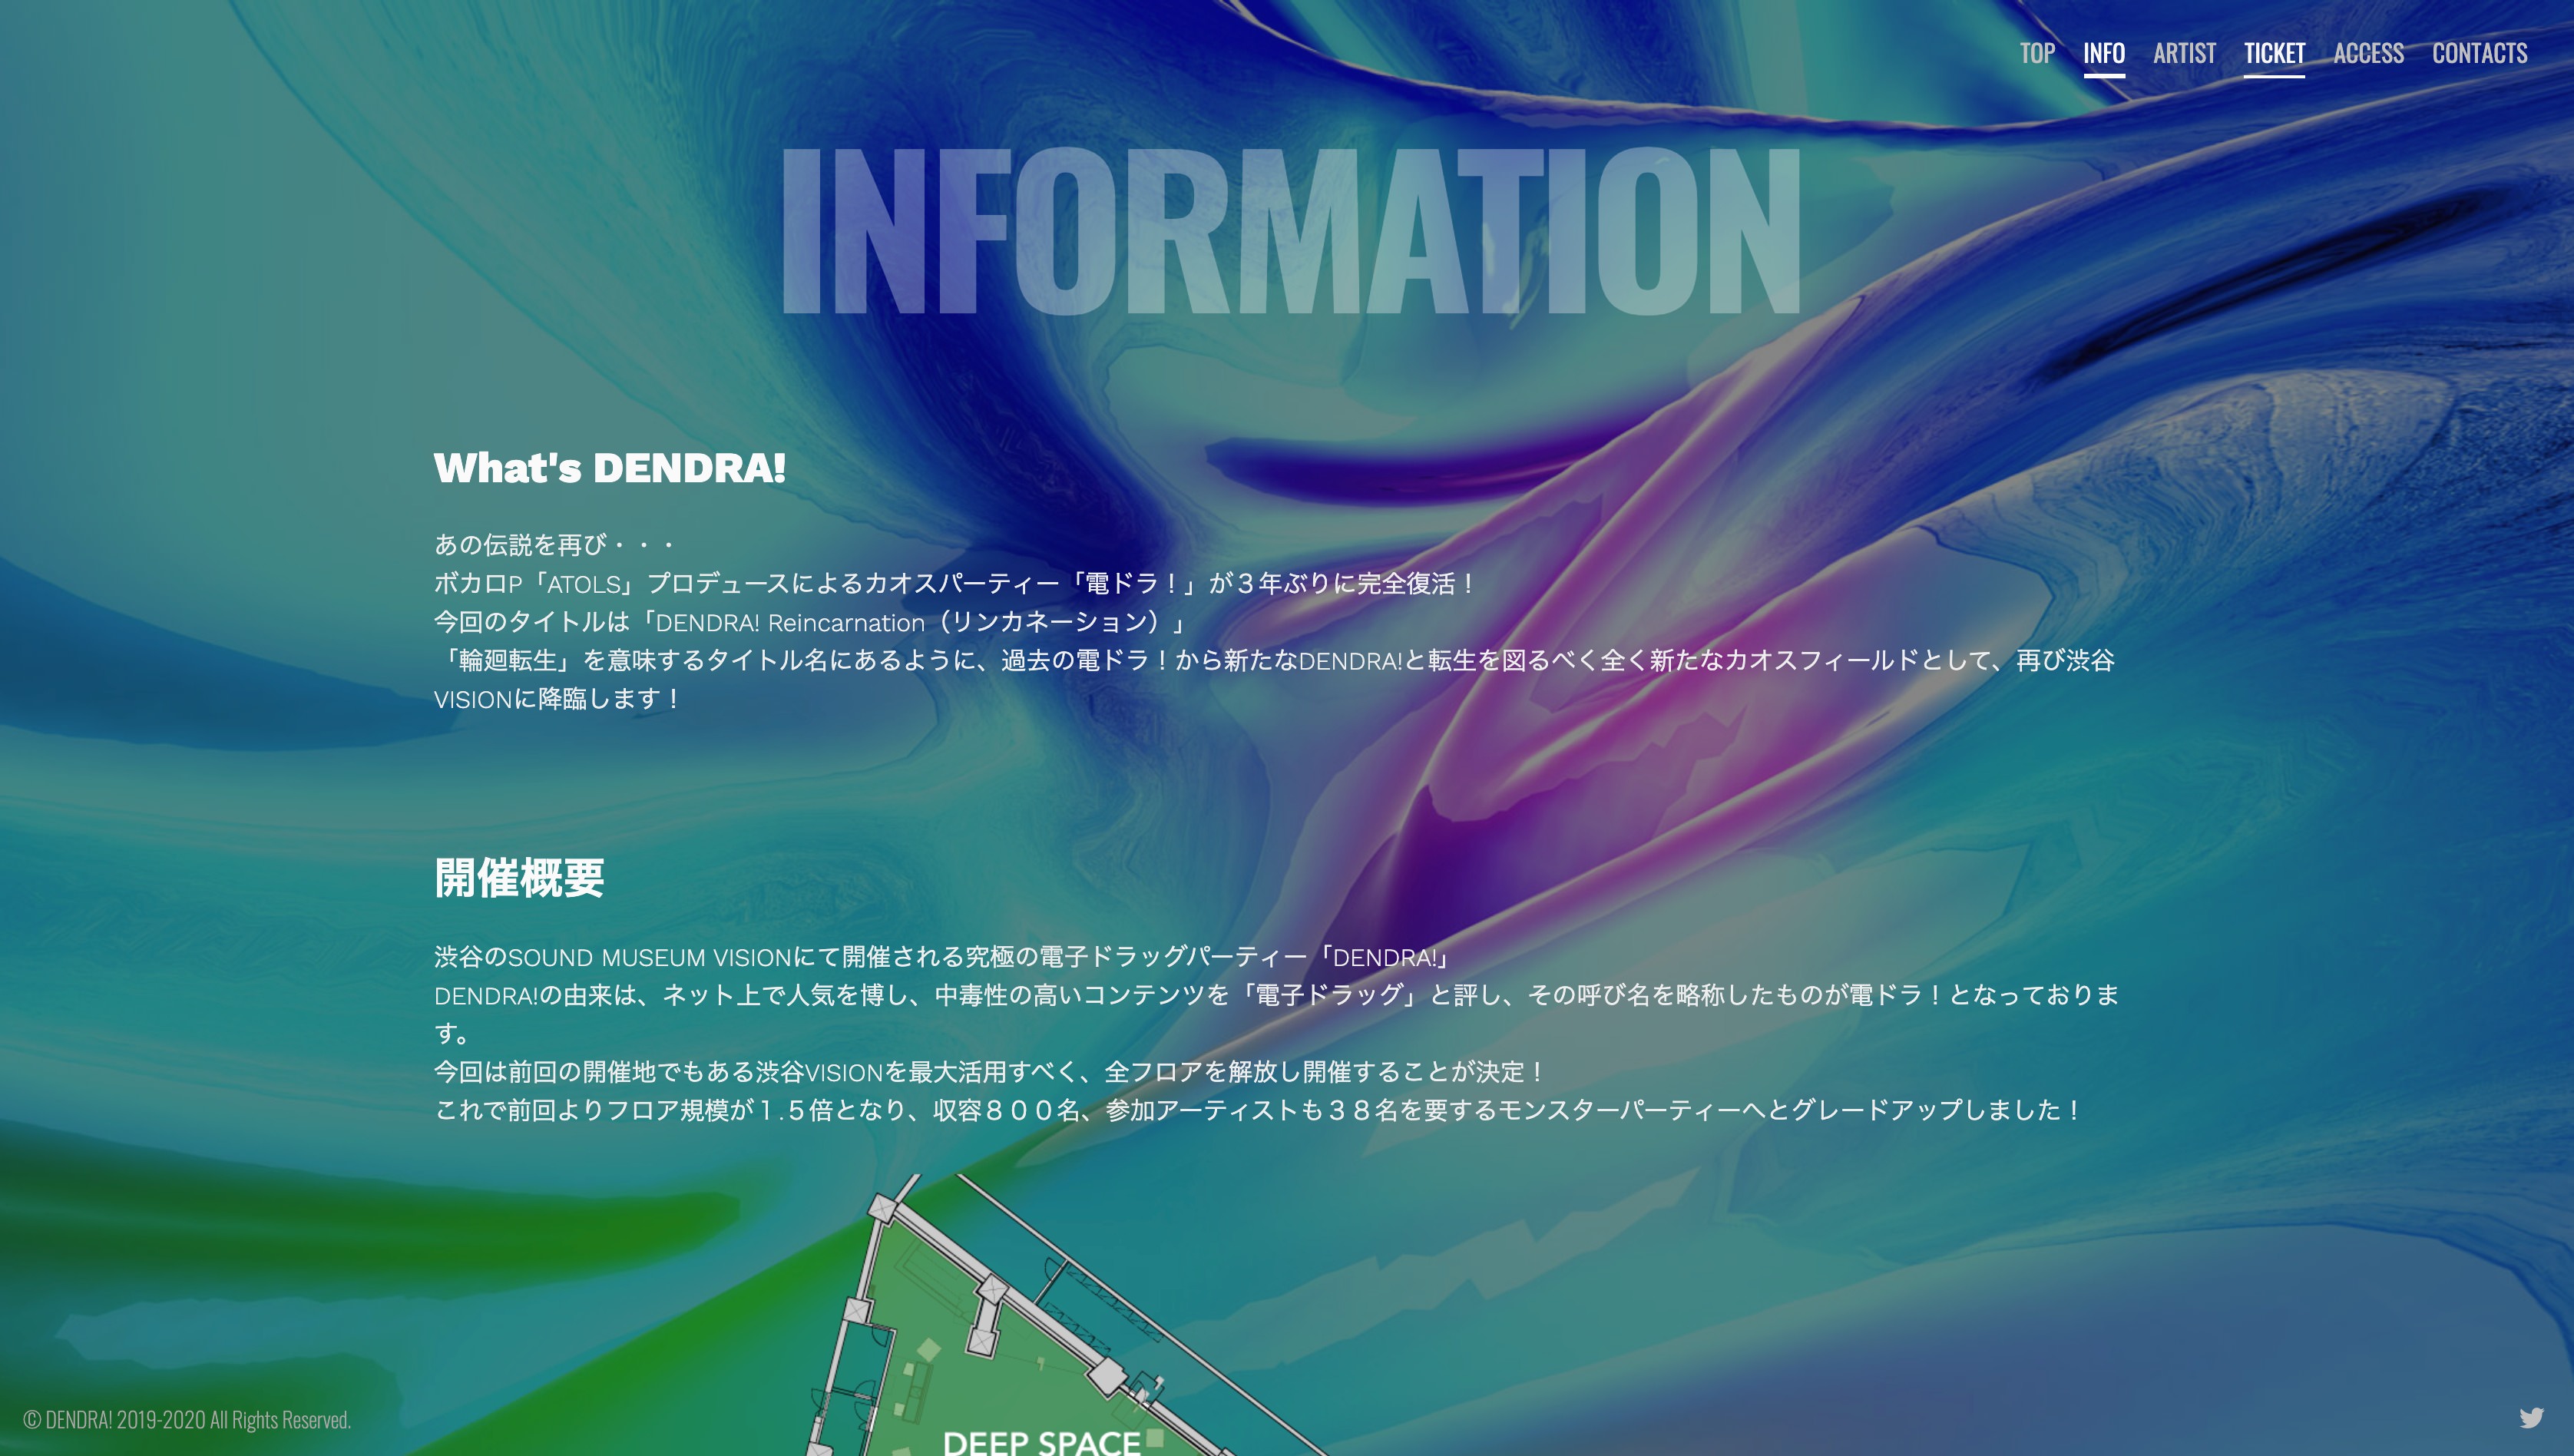 TOP INFO ARTIST TICKET ACCESS CONTACTS
INFORMATION
What's DENDRA!
あの伝説を再び・・・
ボカロP「ATOLS」プロデュースによるカオスパーティー「電ドラ！」が３年ぶりに完全復活！
今回のタイトルは「DENDRA! Reincarnation（リンカネーション）」
「輪廻転生」を意味するタイトル名にあるように、過去の電ドラ！から新たなDENDRA!と転生を図るべく全く新たなカオスフィールドとして、再び渋谷
VISIONに降臨します！
開催概要
渋谷のSOUND MUSEUM VISIONにて開催される究極の電子ドラッグパーティー「DENDRA!」
DENDRA!の由来は、ネット上で人気を博し、中毒性の高いコンテンツを「電子ドラッグ」と評し、その呼び名を略称したものが電ドラ！となっておりま
す。
今回は前回の開催地でもある渋谷VISIONを最大活用すべく、全フロアを解放し開催することが決定！
これで前回よりフロア規模が１.５倍となり、収容８００名、参加アーティストも３８名を要するモンスターパーティーへとグレードアップしました！
DEEP SPACE
© DENDRA! 2019-2020 All Rights Reserved.